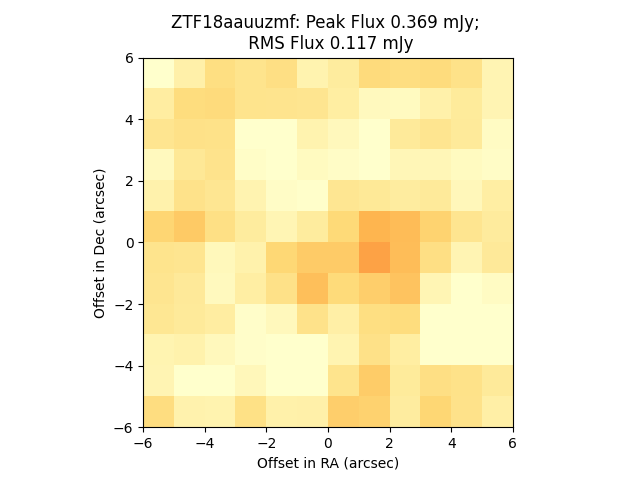 ZTF18aauuzmf: Peak Flux 0.369 mJy;
RMS Flux 0.117 mJy
6
4
2
0
−2
−4
−6
Offset in Dec (arcsec)
−6 −4 −2 0 2 4 6
Offset in RA (arcsec)